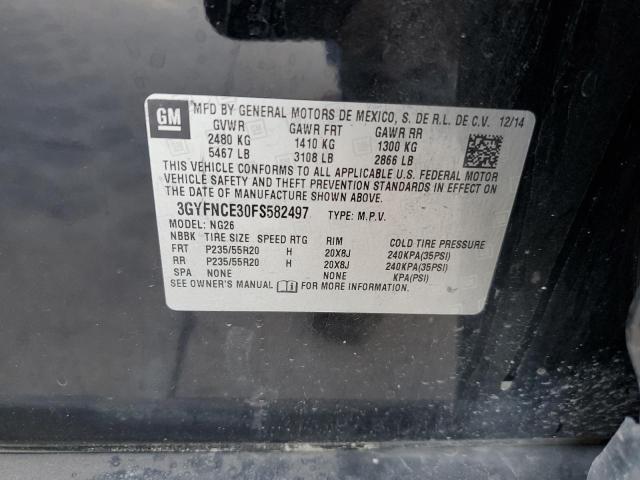 GM
MFD BY GENERAL MOTORS DE MEXICO, S. DE R.L. DE C.V. 12/14
GVWR GAWR FRT GAWR RR
2480 KG 1410 KG 1300 KG
5467 LB 3108 LB 2866 LB
THIS VEHICLE CONFORMS TO ALL APPLICABLE U.S. FEDERAL MOTOR
VEHICLE SAFETY AND THEFT PREVENTION STANDARDS IN EFFECT ON
THE DATE OF MANUFACTURE SHOWN ABOVE.
3GYFNCE30FS582497 TYPE: M.P.V.
MODEL: NG26
NBBK TIRE SIZE SPEED RTG RIM COLD TIRE PRESSURE
FRT P235/55R20 H 20X8J 240KPA(35PSI)
RR P235/55R20 H 20X8J 240KPA(35PSI)
SPA NONE NONE KPA(PSI)
SEE OWNER'S MANUAL FOR MORE INFORMATION.